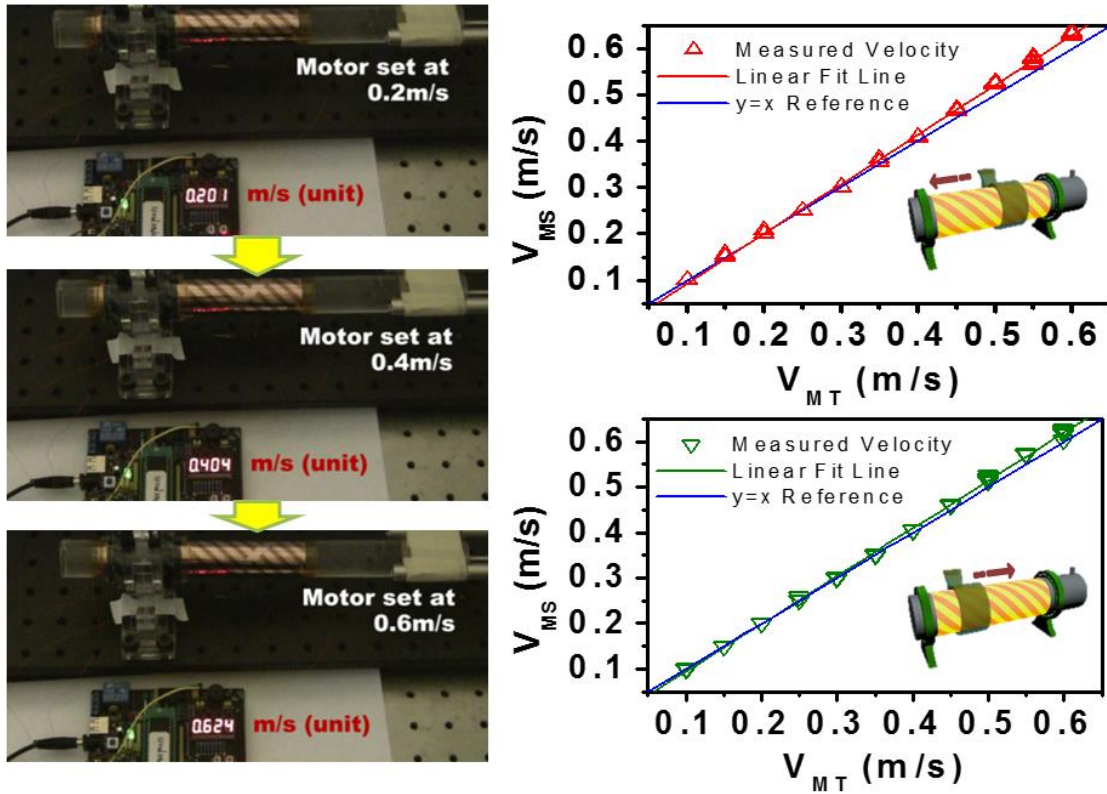 Motor set at
0.2m/s
0.201
m/s (unit)
Motor set at
0.4m/s
0.404
m/s (unit)
Motor set at
0.6m/s
0.624
m/s (unit)
Measured Velocity
Linear Fit Line
y=x Reference
0.6
0.5
0.4
0.3
0.2
0.1
V_MS (m/s)
0.1 0.2 0.3 0.4 0.5 0.6
V_MT (m/s)
Measured Velocity
Linear Fit Line
y=x Reference
0.6
0.5
0.4
0.3
0.2
0.1
V_MS (m/s)
0.1 0.2 0.3 0.4 0.5 0.6
V_MT (m/s)